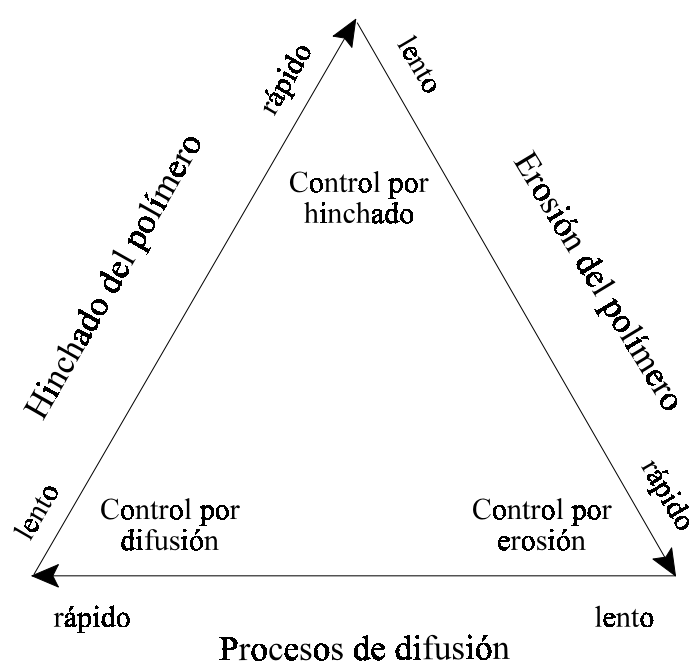 rápido
lento
Control por
hinchado
Hinchado del polímero
Erosión del polímero
lento
Control por
difusión
Control por
erosión
rápido
rápido
lento
Procesos de difusión